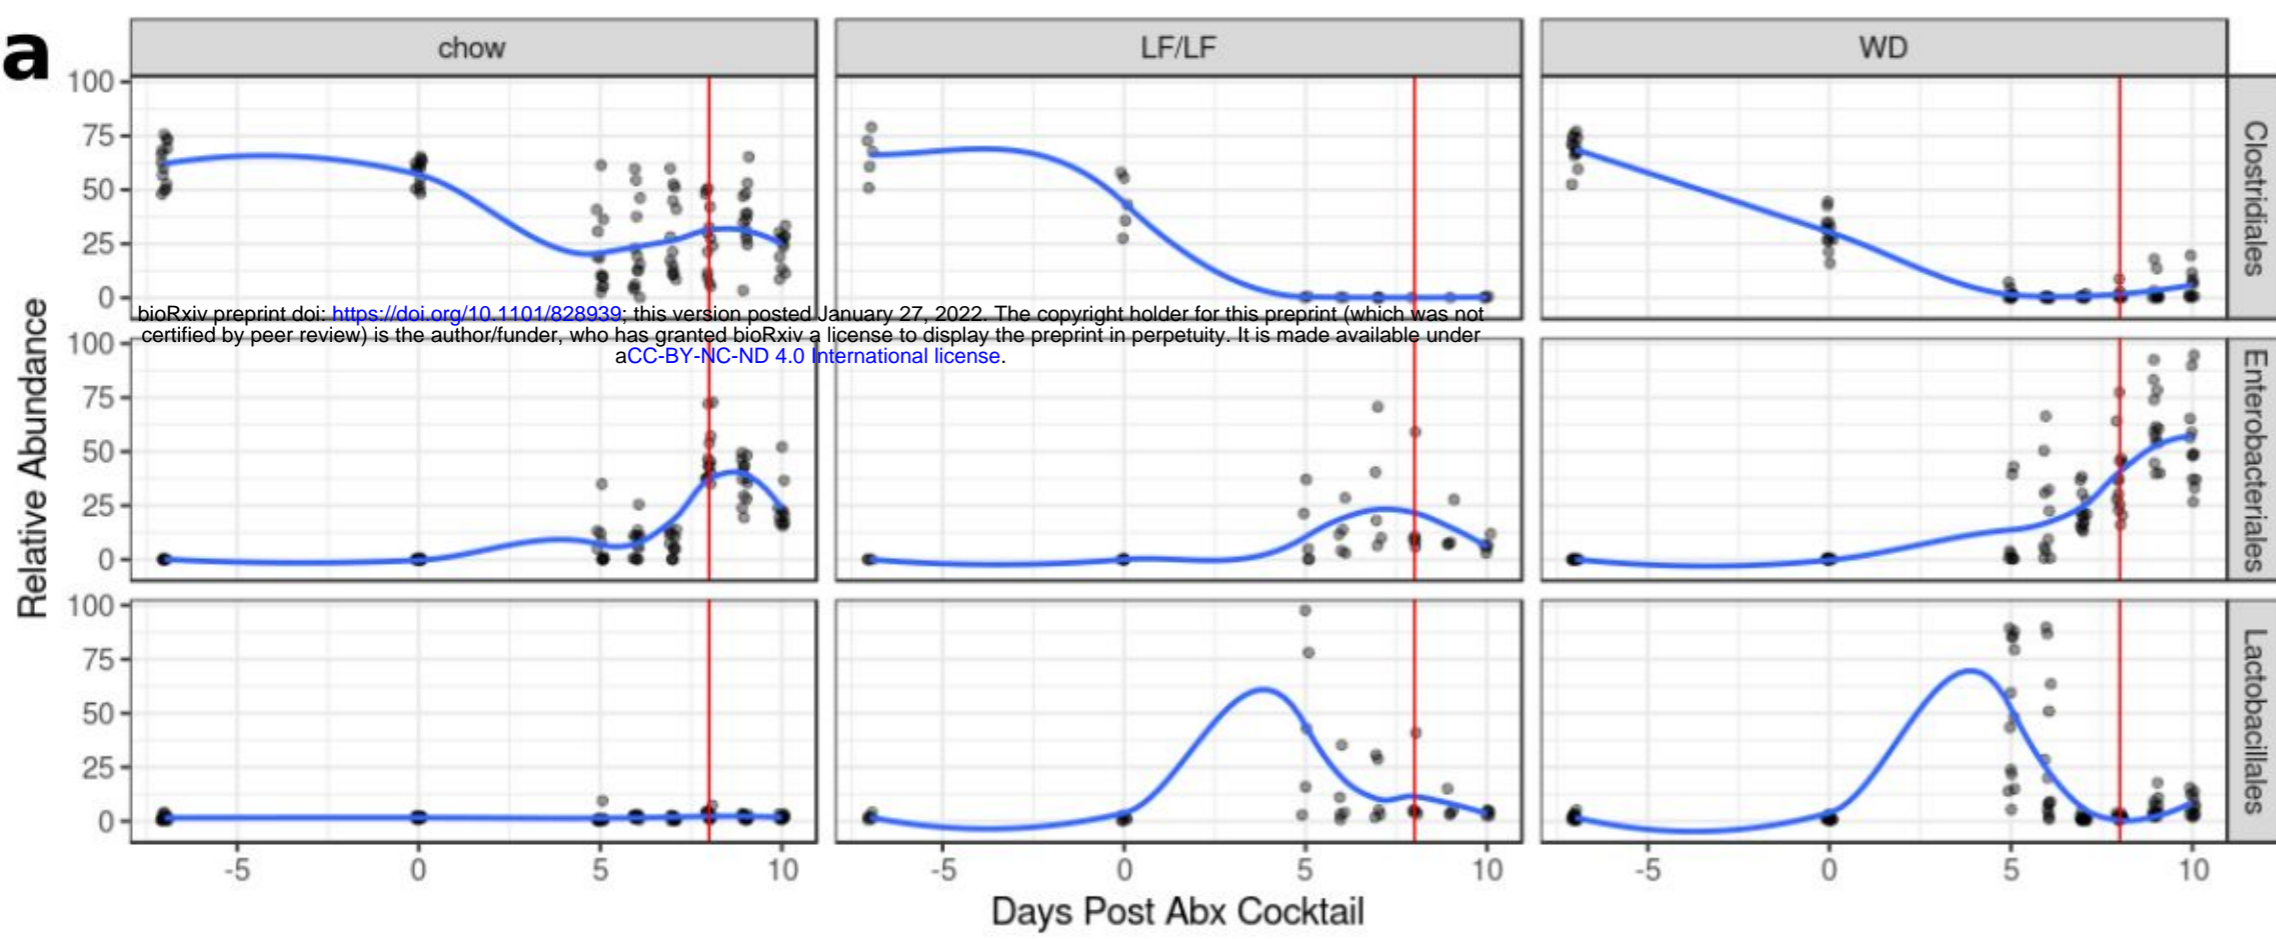 a
chow
LF/LF
WD
100
75
50
25
0
Clostridiales
bioRxiv preprint doi: https://doi.org/10.1101/828939; this version posted January 27, 2022. The copyright holder for this preprint (which was not
certified by peer review) is the author/funder, who has granted bioRxiv a license to display the preprint in perpetuity. It is made available under
aCC-BY-NC-ND 4.0 International license.
Relative Abundance
100
75
50
25
0
Enterobacteriales
100
75
50
25
0
Lactobacillales
-5 0 5 10
-5 0 5 10
-5 0 5 10
Days Post Abx Cocktail